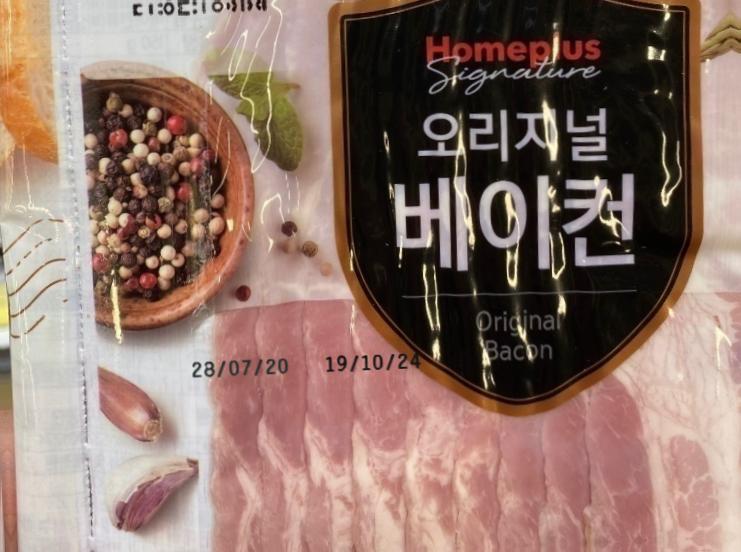 Homeplus
Signature
오리지널
베이컨
Original
Bacon
28/07/20 19/10/24